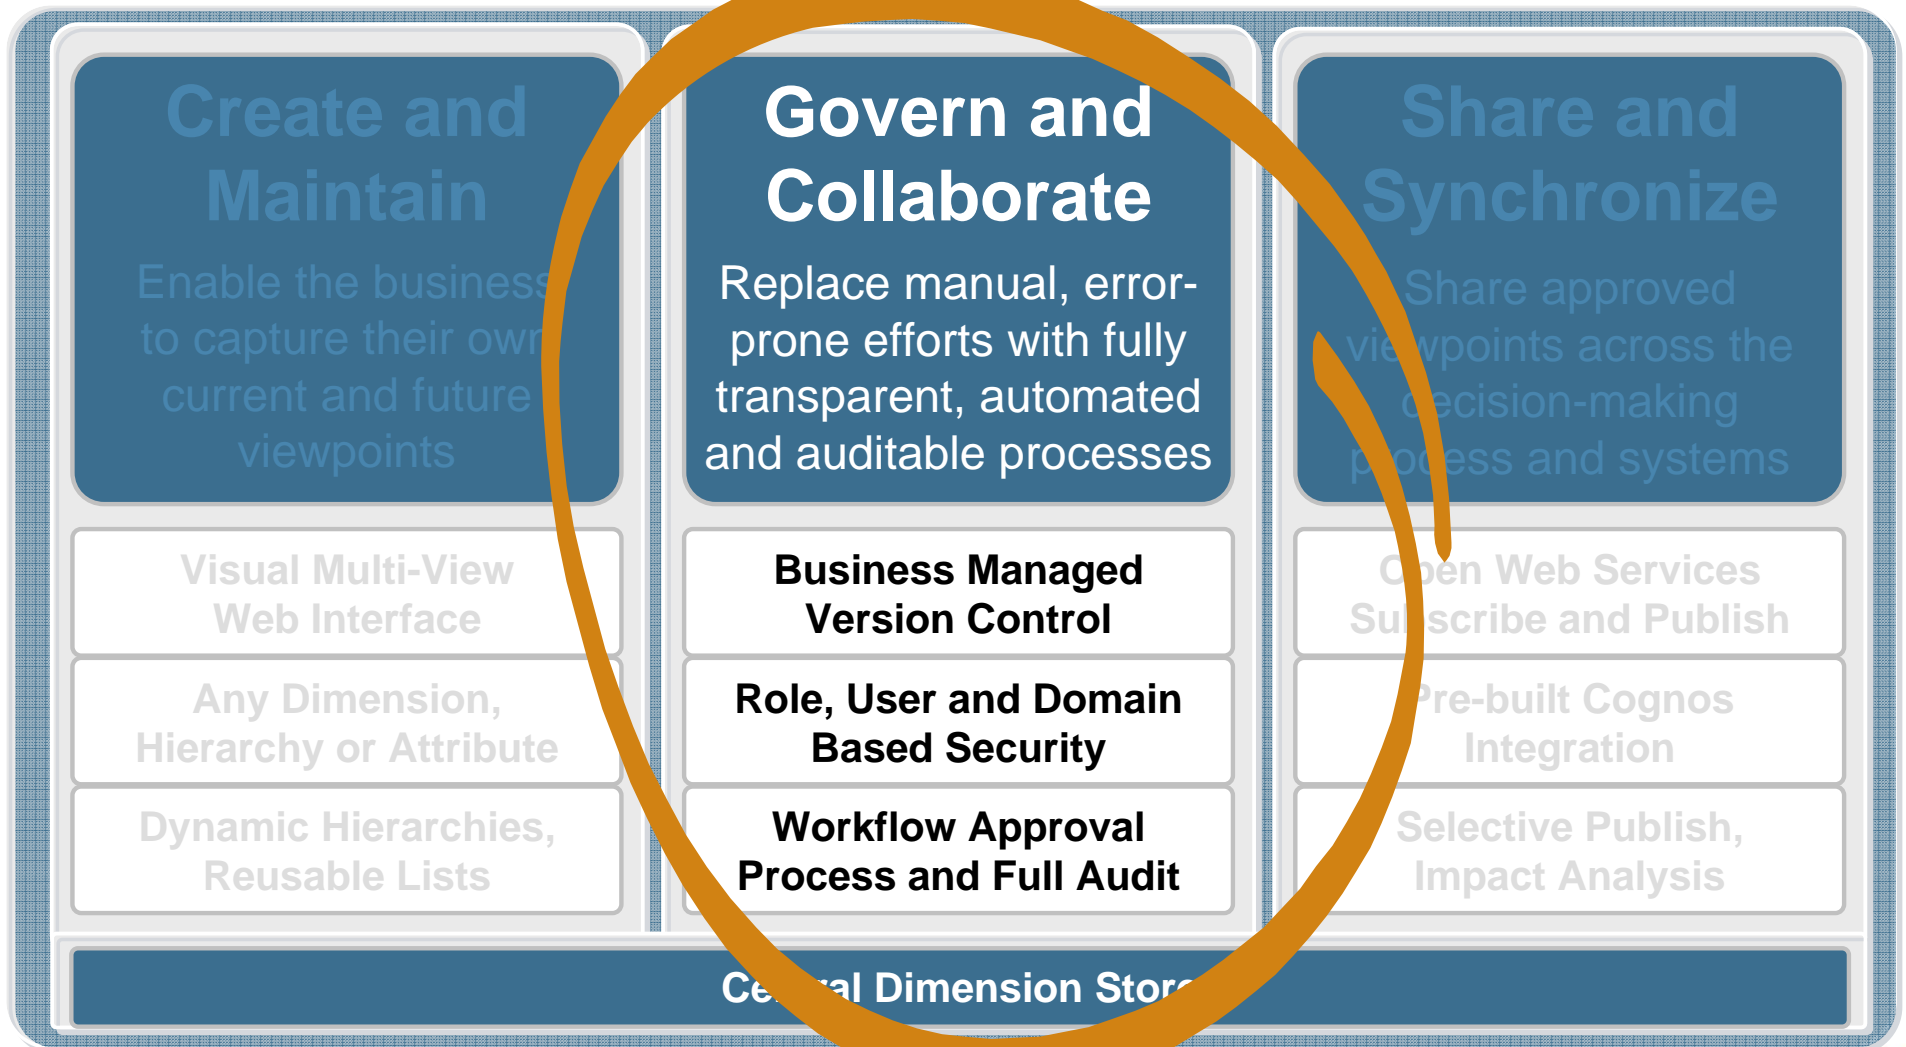 Create and
Maintain
Enable the business
to capture their own
current and future
viewpoints
Visual Multi-View
Web Interface
Any Dimension,
Hierarchy or Attribute
Dynamic Hierarchies,
Reusable Lists
Govern and
Collaborate
Replace manual, error-
prone efforts with fully
transparent, automated
and auditable processes
Business Managed
Version Control
Role, User and Domain
Based Security
Workflow Approval
Process and Full Audit
Share and
Synchronize
Share approved
viewpoints across the
decision-making
process and systems
Open Web Services
Subscribe and Publish
Pre-built Cognos
Integration
Selective Publish,
Impact Analysis
Central Dimension Store